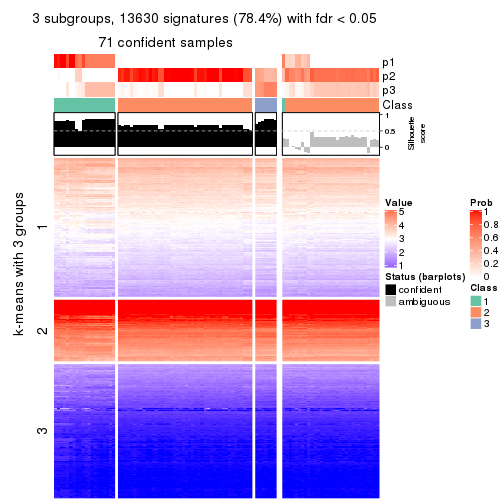 3 subgroups, 13630 signatures (78.4%) with fdr < 0.05
71 confident samples
p1
p2
p3
Class
1
0.5
0
Silhouette
score
k-means with 3 groups
1
2
3
Value
5
4
3
2
1
Status (barplots)
confident
ambiguous
Prob
1
0.8
0.6
0.4
0.2
0
Class
1
2
3